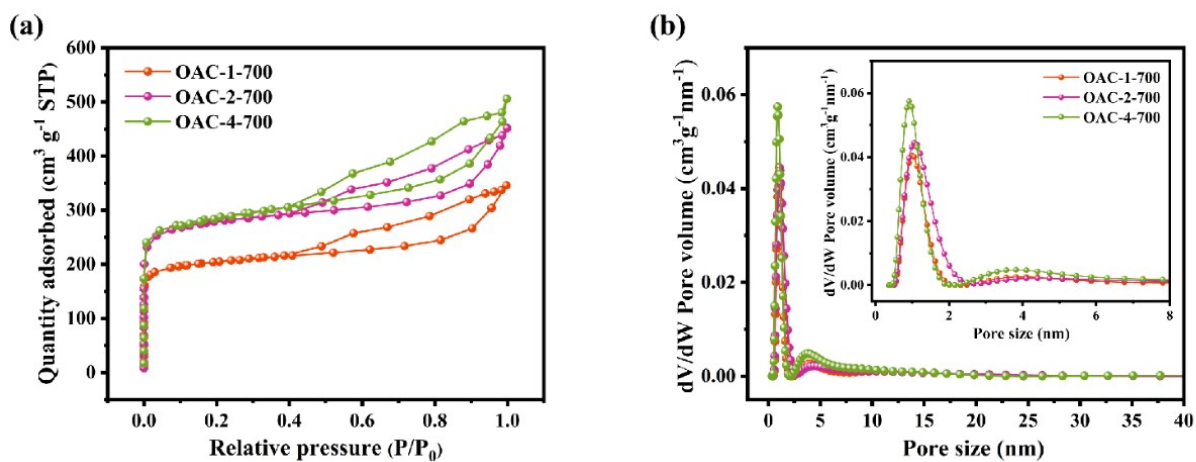 (a)
600
500
400
300
200
100
0
Quantity adsorbed (cm³ g⁻¹ STP)
OAC-1-700
OAC-2-700
OAC-4-700
0.0 0.2 0.4 0.6 0.8 1.0
Relative pressure (P/P₀)
(b)
0.06
0.04
0.02
0.00
dV/dW Pore volume (cm³g⁻¹nm⁻¹)
0 5 10 15 20 25 30 35 40
Pore size (nm)
0.06
0.04
0.02
0.00
dV/dW Pore volume (cm³g⁻¹nm⁻¹)
OAC-1-700
OAC-2-700
OAC-4-700
0 2 4 6 8
Pore size (nm)